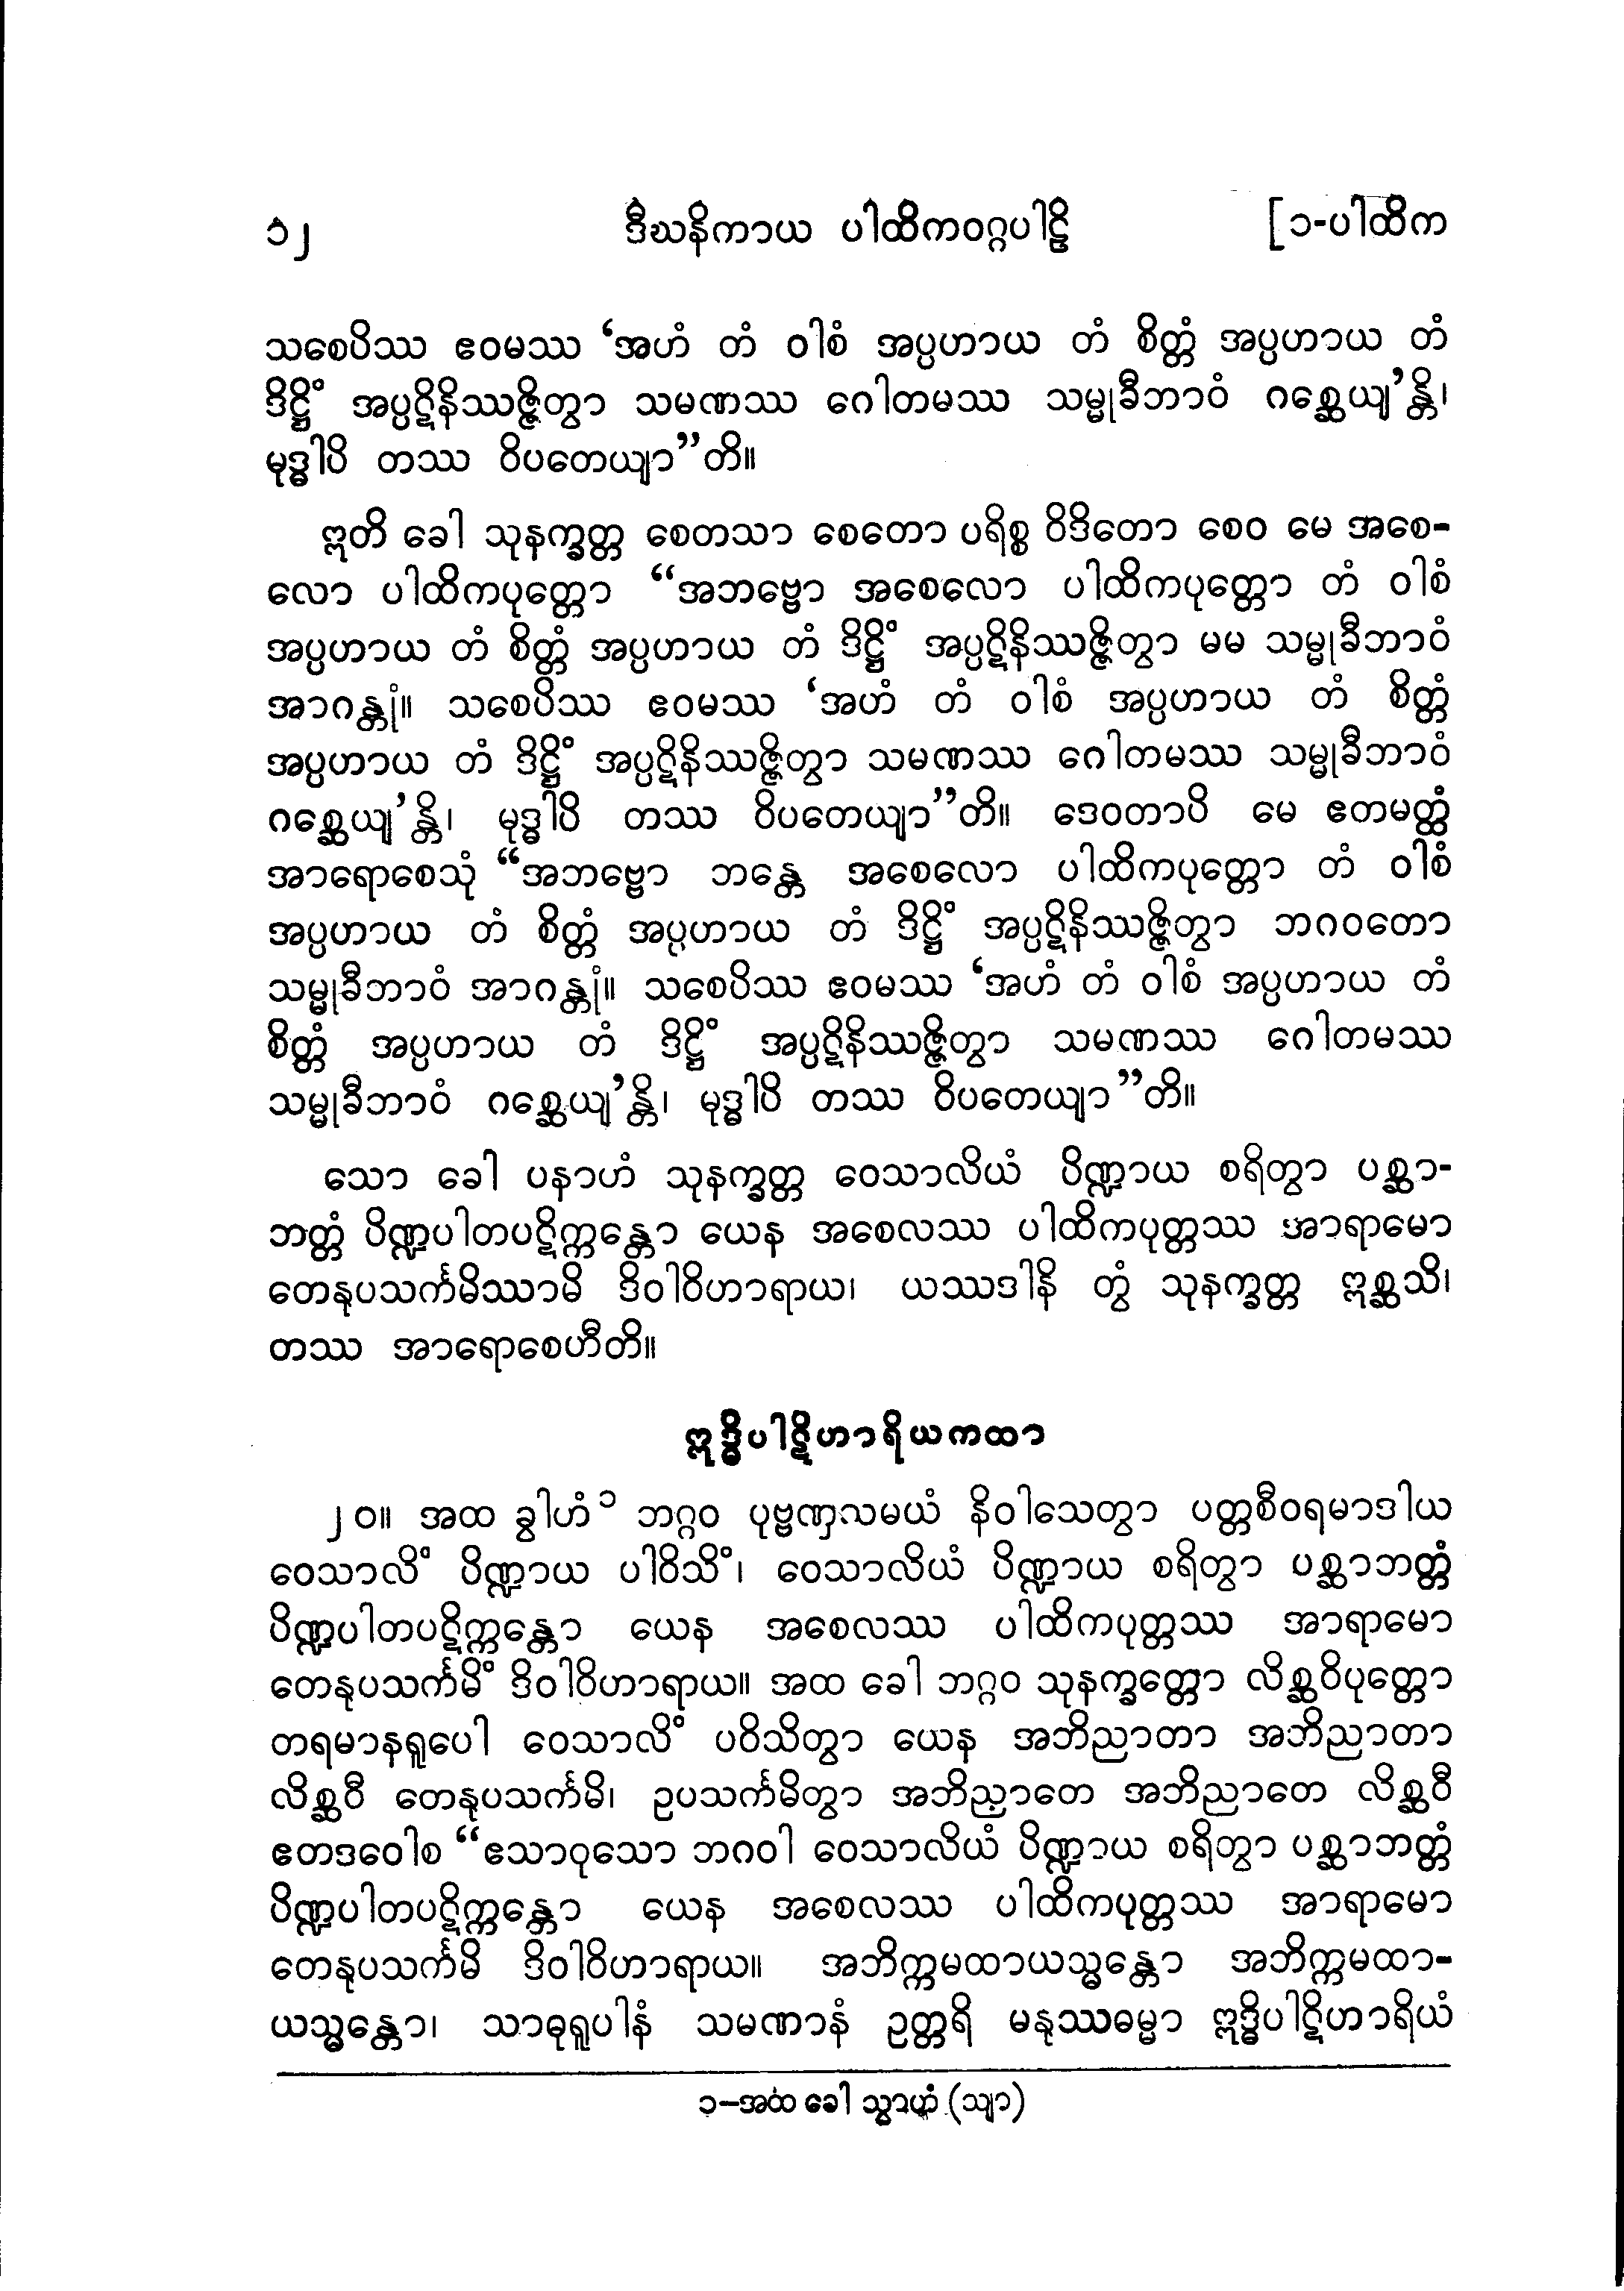 ၁၂ ဒီဃနိကာယ ပါထိကဝဂ္ဂပါဠိ [၁-ပါထိက
သစေပိဿ ဧဝမဿ ‘အဟံ တံ ဝါစံ အပ္ပဟာယ တံ စိတ္တံ အပ္ပဟာယ တံ
ဒိဋ္ဌိံ အပ္ပဋိနိဿဇ္ဇိတွာ သမဏဿ ဂေါတမဿ သမ္မုခီဘာဝံ ဂစ္ဆေယျ’န္တိ၊
မုဒ္ဓါပိ တဿ ဝိပတေယျာ”တိ။
ဣတိ ခေါ သုနက္ခတ္တ စေတသာ စေတော ပရိစ္စ ဝိဒိတော စေဝ မေ အစေ-
လော ပါထိကပုတ္တော “အဘဗ္ဗော အစေလော ပါထိကပုတ္တော တံ ဝါစံ
အပ္ပဟာယ တံ စိတ္တံ အပ္ပဟာယ တံ ဒိဋ္ဌိံ အပ္ပဋိနိဿဇ္ဇိတွာ မမ သမ္မုခီဘာဝံ
အာဂန္တုံ။ သစေပိဿ ဧဝမဿ ‘အဟံ တံ ဝါစံ အပ္ပဟာယ တံ စိတ္တံ
အပ္ပဟာယ တံ ဒိဋ္ဌိံ အပ္ပဋိနိဿဇ္ဇိတွာ သမဏဿ ဂေါတမဿ သမ္မုခီဘာဝံ
ဂစ္ဆေယျ’န္တိ၊ မုဒ္ဓါပိ တဿ ဝိပတေယျာ”တိ။ ဒေဝတာပိ မေ ဧတမတ္ထံ
အာရောစေသုံ “အဘဗ္ဗော ဘန္တေ အစေလော ပါထိကပုတ္တော တံ ဝါစံ
အပ္ပဟာယ တံ စိတ္တံ အပ္ပဟာယ တံ ဒိဋ္ဌိံ အပ္ပဋိနိဿဇ္ဇိတွာ ဘဂဝတော
သမ္မုခီဘာဝံ အာဂန္တုံ။ သစေပိဿ ဧဝမဿ ‘အဟံ တံ ဝါစံ အပ္ပဟာယ တံ
စိတ္တံ အပ္ပဟာယ တံ ဒိဋ္ဌိံ အပ္ပဋိနိဿဇ္ဇိတွာ သမဏဿ ဂေါတမဿ
သမ္မုခီဘာဝံ ဂစ္ဆေယျ’န္တိ၊ မုဒ္ဓါပိ တဿ ဝိပတေယျာ”တိ။
သော ခေါ ပနာဟံ သုနက္ခတ္တ ဝေသာလိယံ ပိဏ္ဍာယ စရိတွာ ပစ္ဆာ-
ဘတ္တံ ပိဏ္ဍပါတပဋိက္ကန္တော ယေန အစေလဿ ပါထိကပုတ္တဿ အာရာမော
တေနုပသင်္ကမိဿာမိ ဒိဝါဝိဟာရာယ၊ ယဿဒါနိ တွံ သုနက္ခတ္တ ဣစ္ဆသိ၊
တဿ အာရောစေဟီတိ။
ဣဒ္ဓိပါဋိဟာရိယကထာ
၂၀။ အထ ခွါဟံ၁ ဘဂ္ဂဝ ပုဗ္ဗဏှသမယံ နိဝါသေတွာ ပတ္တစီဝရမာဒါယ
ဝေသာလိံ ပိဏ္ဍာယ ပါဝိသိံ၊ ဝေသာလိယံ ပိဏ္ဍာယ စရိတွာ ပစ္ဆာဘတ္တံ
ပိဏ္ဍပါတပဋိက္ကန္တော ယေန အစေလဿ ပါထိကပုတ္တဿ အာရာမော
တေနုပသင်္ကမိံ ဒိဝါဝိဟာရာယ။ အထ ခေါ ဘဂ္ဂဝ သုနက္ခတ္တော လိစ္ဆဝိပုတ္တော
တရမာနရူပေါ ဝေသာလိံ ပဝိသိတွာ ယေန အဘိညာတာ အဘိညာတာ
လိစ္ဆဝီ တေနုပသင်္ကမိ၊ ဥပသင်္ကမိတွာ အဘိညာတေ အဘိညာတေ လိစ္ဆဝီ
ဧတဒဝေါစ “ဧသာဝုသော ဘဂဝါ ဝေသာလိယံ ပိဏ္ဍာယ စရိတွာ ပစ္ဆာဘတ္တံ
ပိဏ္ဍပါတပဋိက္ကန္တော ယေန အစေလဿ ပါထိကပုတ္တဿ အာရာမော
တေနုပသင်္ကမိ ဒိဝါဝိဟာရာယ။ အဘိက္ကမထာယသ္မန္တော အဘိက္ကမထာ-
ယသ္မန္တော၊ သာဓုရူပါနံ သမဏာနံ ဥတ္တရိ မနုဿဓမ္မာ ဣဒ္ဓိပါဋိဟာရိယံ
၁–အထ ခေါ သွာဟံ (သျာ)